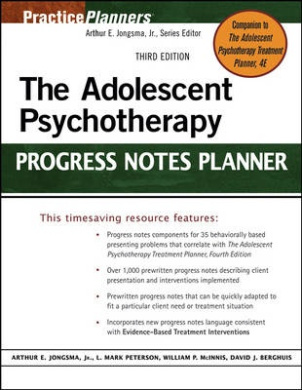 PracticePlanners®
Arthur E. Jongsma, Jr., Series Editor
Companion to
The Adolescent
Psychotherapy Treatment
Planner, 4E
THIRD EDITION
The Adolescent
Psychotherapy
PROGRESS NOTES PLANNER
This timesaving resource features:
• Progress notes components for 35 behaviorally based
presenting problems that correlate with The Adolescent
Psychotherapy Treatment Planner, Fourth Edition
• Over 1,000 prewritten progress notes describing client
presentation and interventions implemented
• Prewritten progress notes that can be quickly adapted to
fit a particular client need or treatment situation
• Incorporates new progress notes language consistent
with Evidence-Based Treatment Interventions
ARTHUR E. JONGSMA, JR., L. MARK PETERSON, WILLIAM P. McINNIS, DAVID J. BERGHUIS